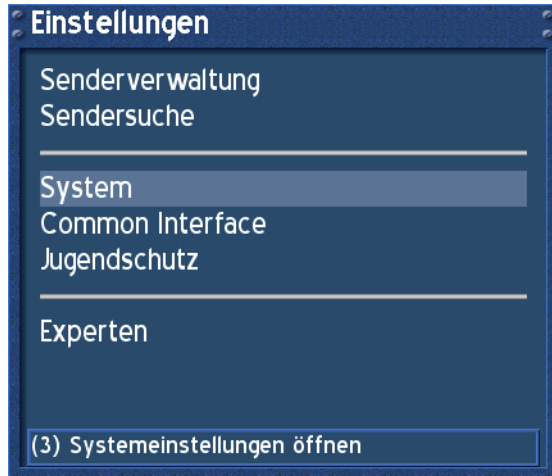 Einstellungen
Senderverwaltung
Sendersuche
System
Common Interface
Jugendschutz
Experten
(3) Systemeinstellungen öffnen